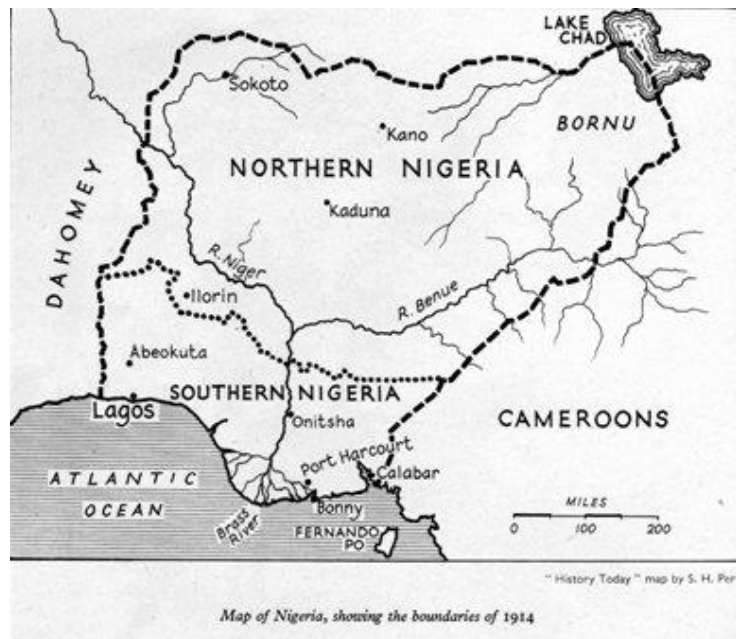 LAKE
CHAD
Sokoto
Kano
BORNU
NORTHERN NIGERIA
DAHOMEY
Kaduna
R. Niger
R. Benue
Ilorin
Abeokuta
SOUTHERN NIGERIA
Lagos
Onitsha
CAMEROONS
Port Harcourt
Calabar
ATLANTIC
OCEAN
Brass
River
Bonny
FERNANDO
PO
MILES
0 100 200
"History Today" map by S. H. Per
Map of Nigeria, showing the boundaries of 1914